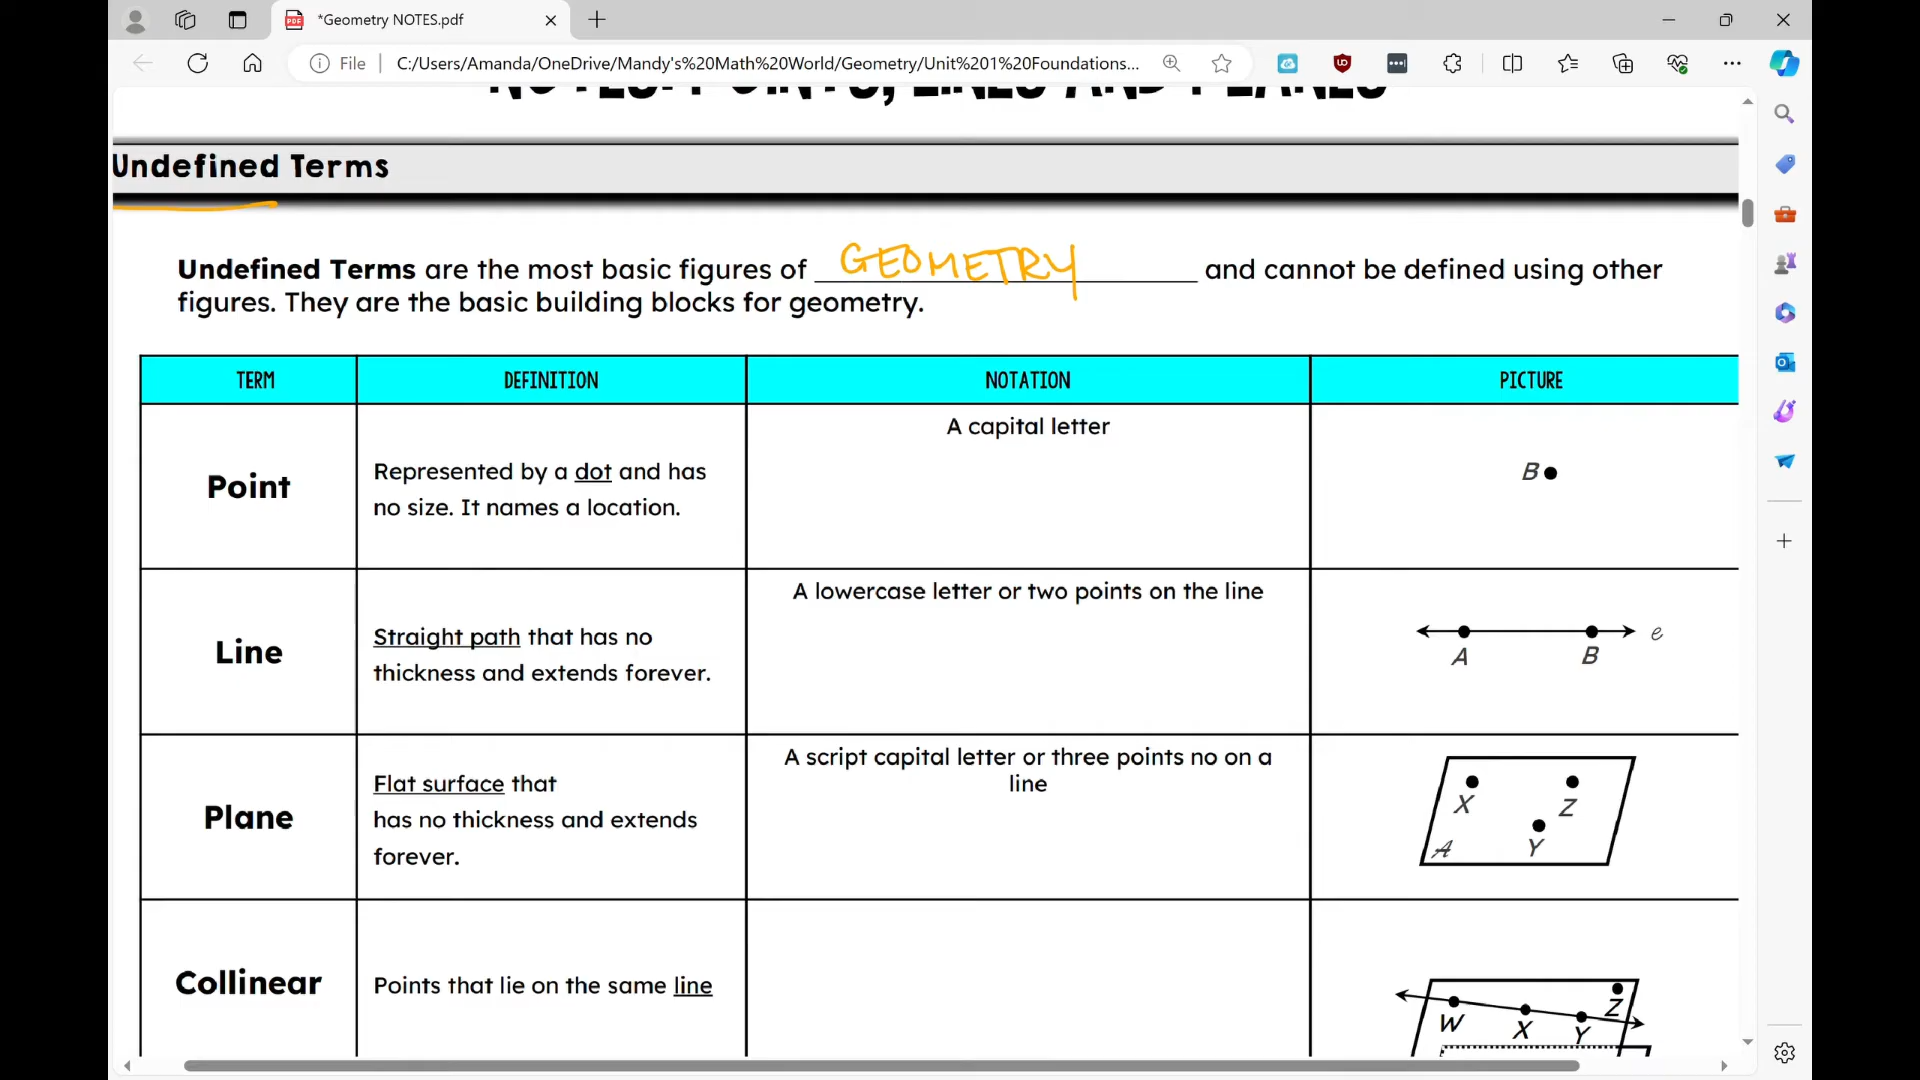 *Geometry NOTES.pdf
File
C:/Users/Amanda/OneDrive/Mandy's%20Math%20World/Geometry/Unit%201%20Foundations...
NOTES: POINTS, LINES AND PLANES
Undefined Terms
Undefined Terms are the most basic figures of GEOMETRY and cannot be defined using other
figures. They are the basic building blocks for geometry.
TERM DEFINITION NOTATION PICTURE
Point
Represented by a dot and has
no size. It names a location.
A capital letter
B
Line
Straight path that has no
thickness and extends forever.
A lowercase letter or two points on the line
A B e
Plane
Flat surface that
has no thickness and extends
forever.
A script capital letter or three points no on a
line
X Z
Y
A
Collinear
Points that lie on the same line
Z
W X Y